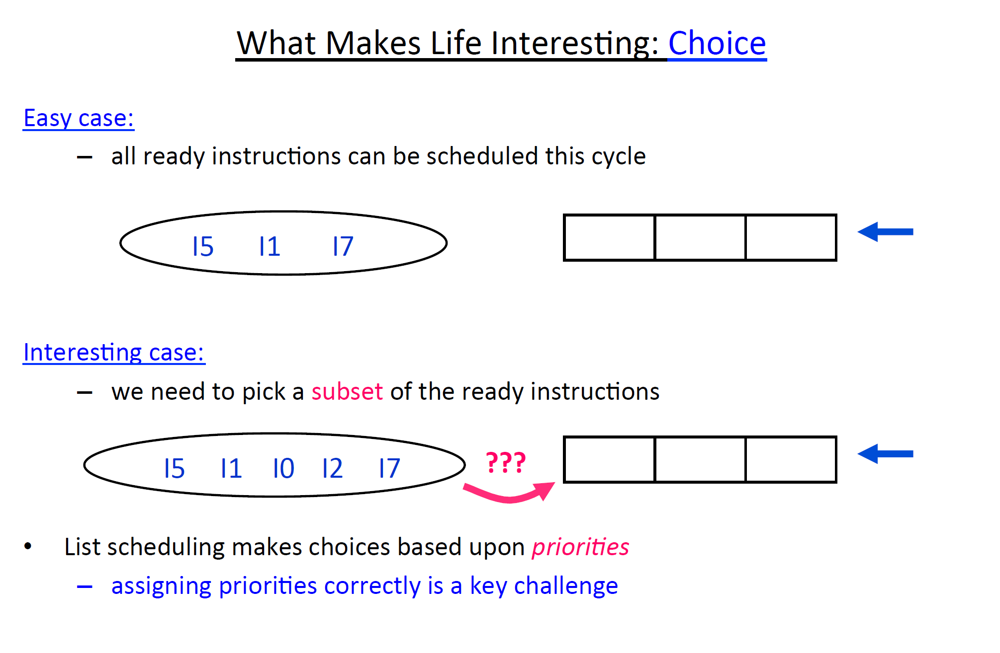 What Makes Life Interesting: Choice
Easy case:
– all ready instructions can be scheduled this cycle
I5 I1 I7
Interesting case:
– we need to pick a subset of the ready instructions
I5 I1 I0 I2 I7
???
• List scheduling makes choices based upon priorities
– assigning priorities correctly is a key challenge